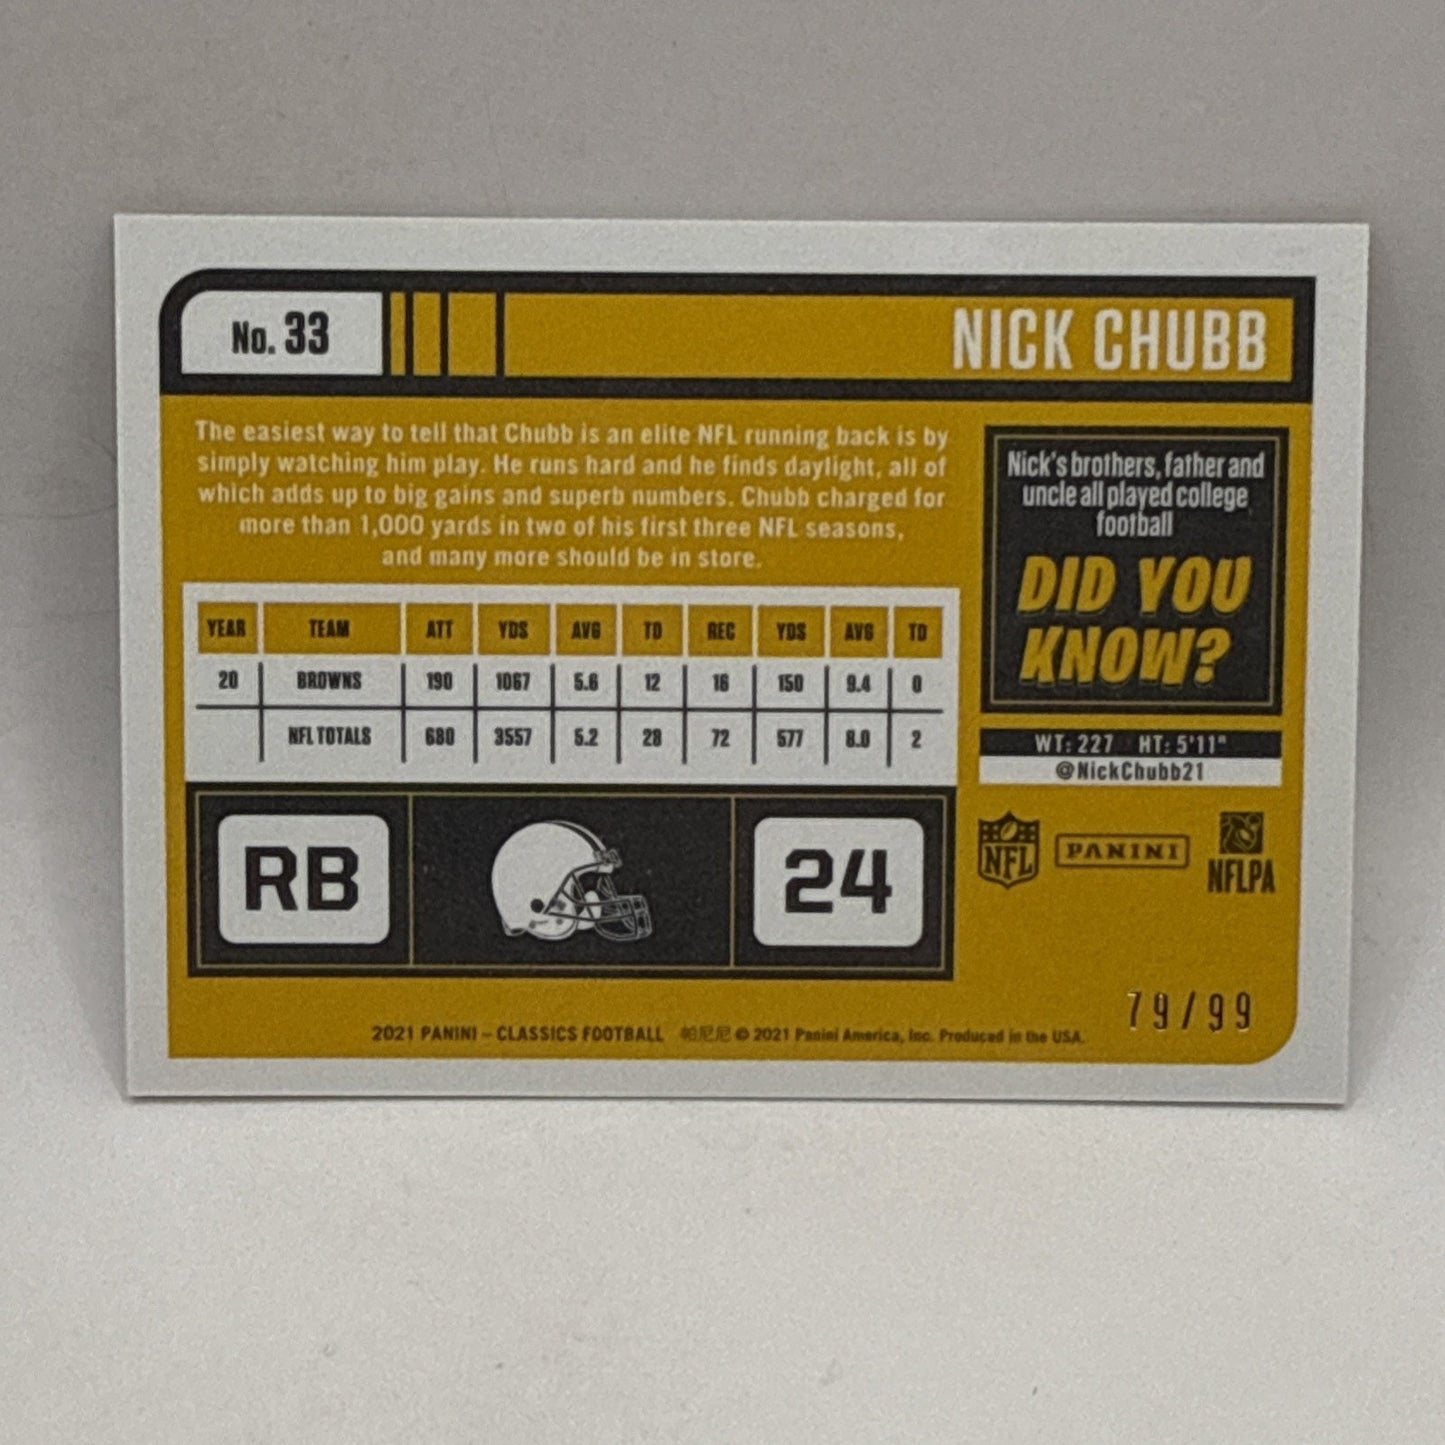 No. 33
NICK CHUBB
The easiest way to tell that Chubb is an elite NFL running back is by
simply watching him play. He runs hard and he finds daylight, all of
which adds up to big gains and superb numbers. Chubb charged for
more than 1,000 yards in two of his first three NFL seasons,
and many more should be in store.
Nick's brothers, father and
uncle all played college
football
DID YOU
KNOW?
YEAR TEAM ATT YDS AVG TD REC YDS AVG TD
20 BROWNS 190 1067 5.6 12 16 150 9.4 0
NFL TOTALS 680 3557 5.2 28 72 577 8.0 2
WT: 227 HT: 5'11"
@NickChubb21
RB
24
NFL
PANINI
NFLPA
79/99
2021 PANINI – CLASSICS FOOTBALL 帕尼尼 © 2021 Panini America, Inc. Produced in the USA.